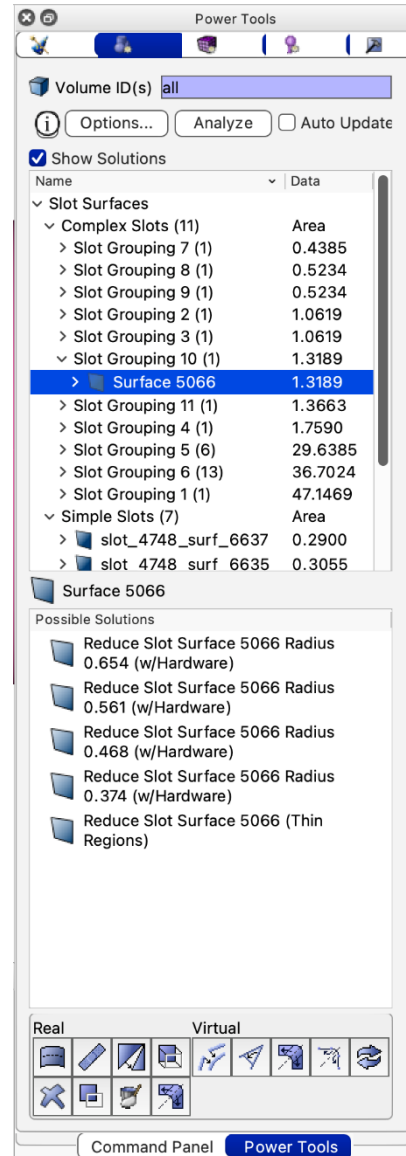 Power Tools
Volume ID(s) all
Options... Analyze Auto Update
Show Solutions
Name Data
Slot Surfaces
Complex Slots (11) Area
Slot Grouping 7 (1) 0.4385
Slot Grouping 8 (1) 0.5234
Slot Grouping 9 (1) 0.5234
Slot Grouping 2 (1) 1.0619
Slot Grouping 3 (1) 1.0619
Slot Grouping 10 (1) 1.3189
Surface 5066 1.3189
Slot Grouping 11 (1) 1.3663
Slot Grouping 4 (1) 1.7590
Slot Grouping 5 (6) 29.6385
Slot Grouping 6 (13) 36.7024
Slot Grouping 1 (1) 47.1469
Simple Slots (7) Area
slot_4748_surf_6637 0.2900
slot_4748_surf_6635 0.3055
Surface 5066
Possible Solutions
Reduce Slot Surface 5066 Radius
0.654 (w/Hardware)
Reduce Slot Surface 5066 Radius
0.561 (w/Hardware)
Reduce Slot Surface 5066 Radius
0.468 (w/Hardware)
Reduce Slot Surface 5066 Radius
0.374 (w/Hardware)
Reduce Slot Surface 5066 (Thin
Regions)
Real Virtual
Command Panel Power Tools